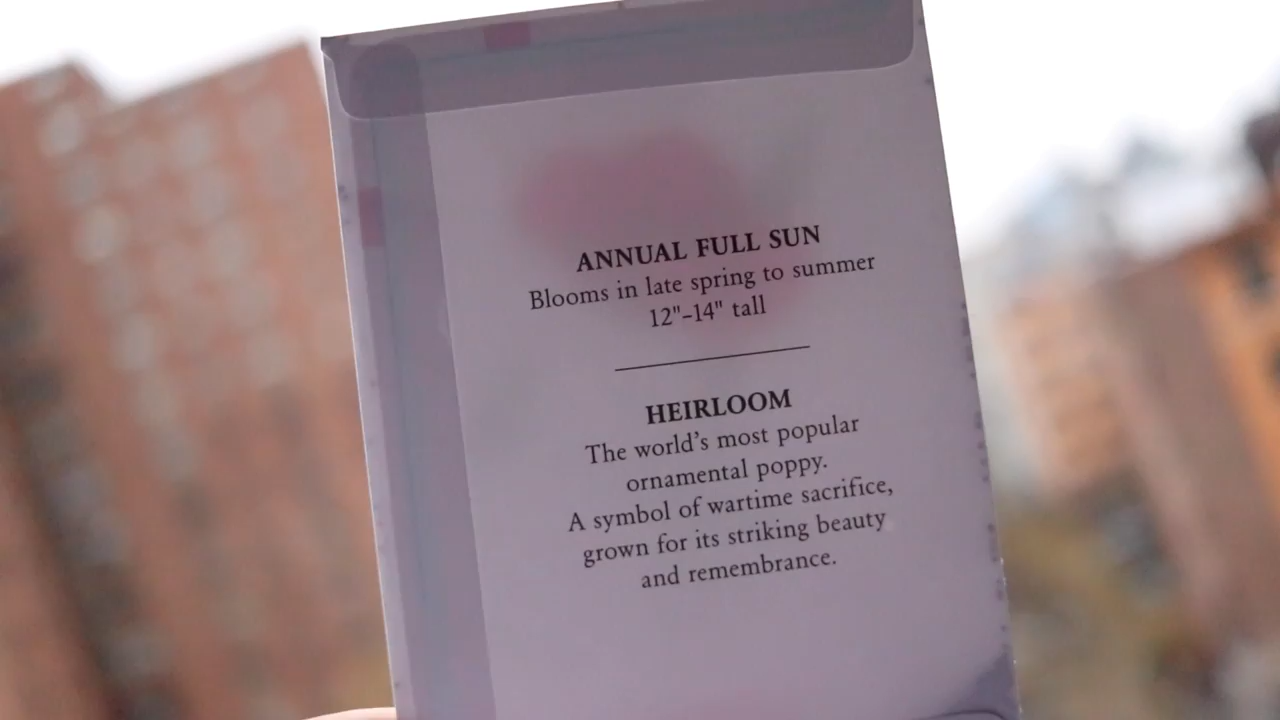 ANNUAL FULL SUN
Blooms in late spring to summer
12"–14" tall
HEIRLOOM
The world's most popular
ornamental poppy.
A symbol of wartime sacrifice,
grown for its striking beauty
and remembrance.